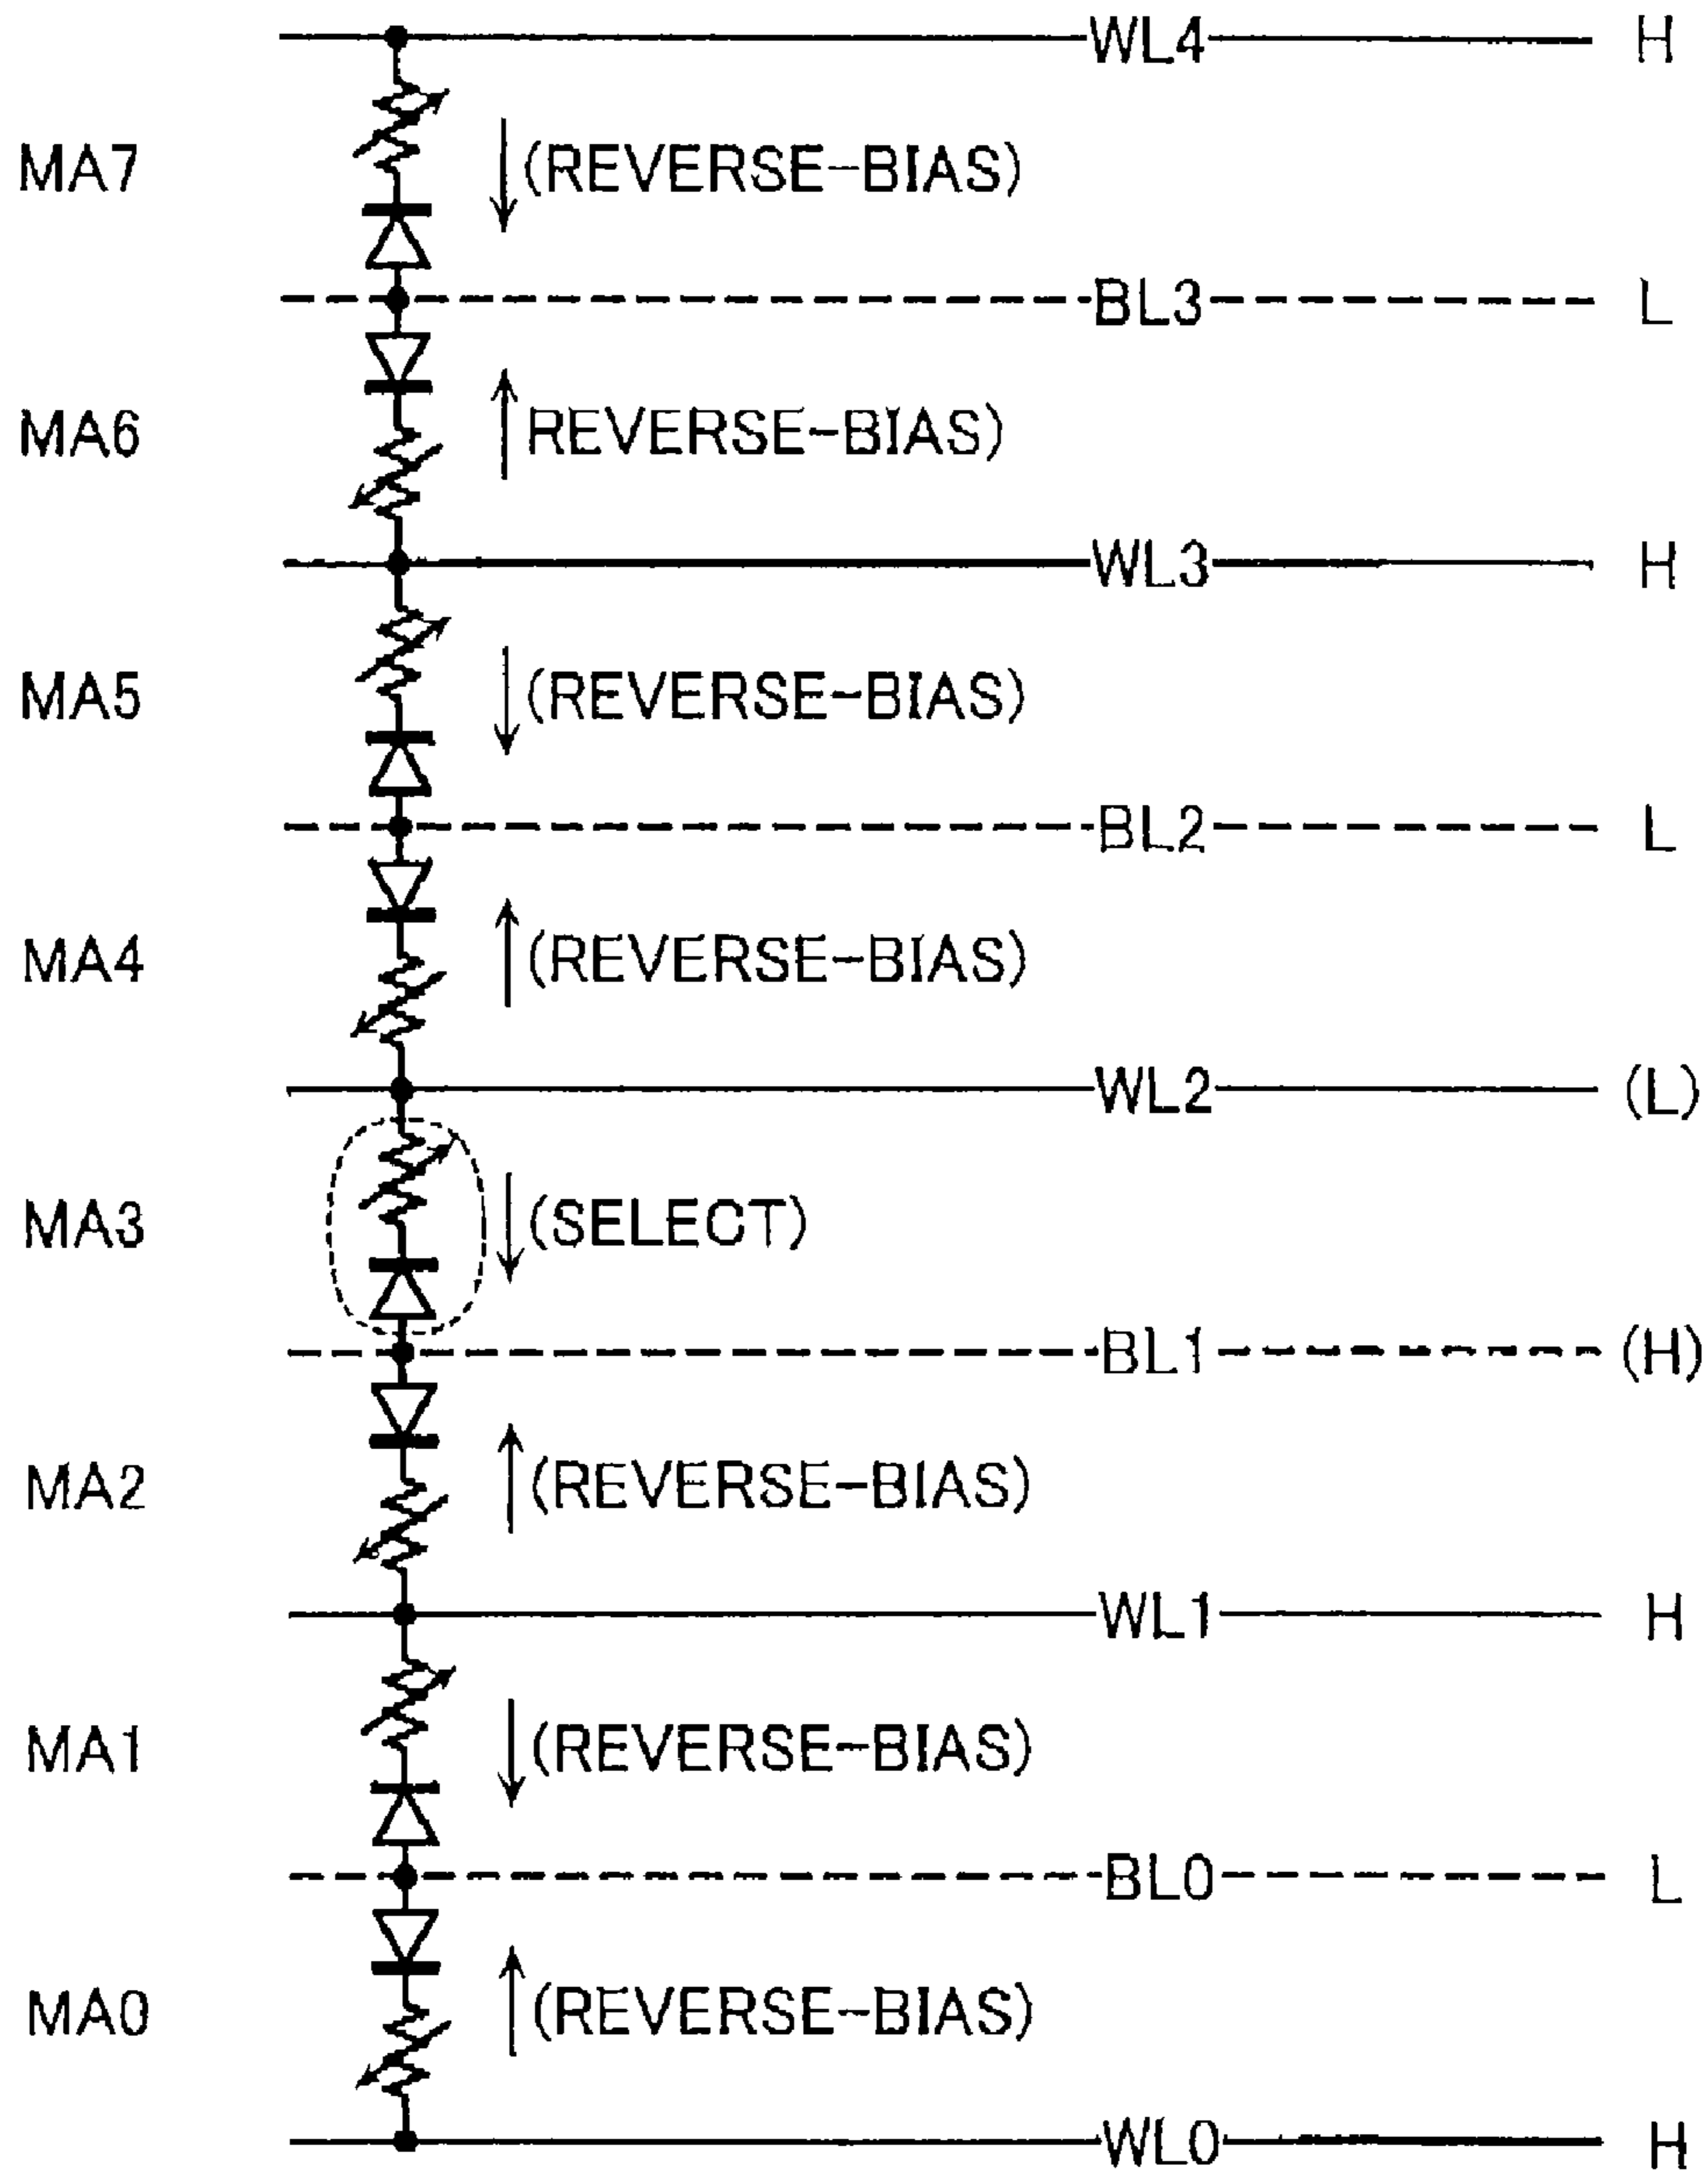 WL4 H
MA7 (REVERSE-BIAS)
BL3 L
MA6 REVERSE-BIAS)
WL3 H
MA5 (REVERSE-BIAS)
BL2 L
MA4 (REVERSE-BIAS)
WL2 (L)
MA3 (SELECT)
BL1 (H)
MA2 (REVERSE-BIAS)
WL1 H
MA1 (REVERSE-BIAS)
BL0 L
MA0 (REVERSE-BIAS)
WL0 H